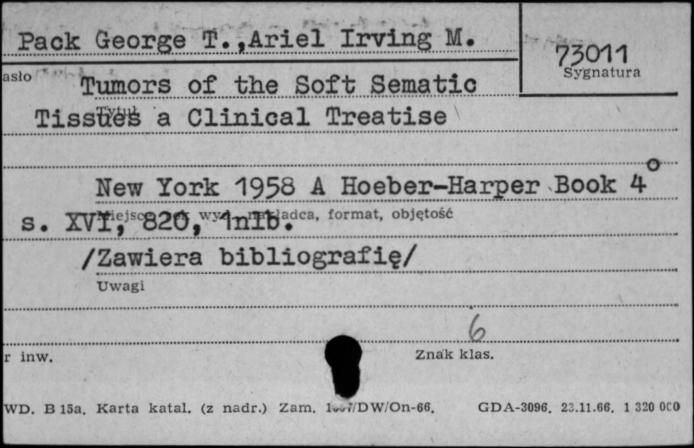 Pack George T., Ariel Irving M.
73011
asło
Sygnatura
Tumors of the Soft Sematic
Tytuł
Tissues a Clinical Treatise
New York 1958 A Hoeber-Harper Book 4°
Miejsce, rok wyd., nakładca, format, objętość
s. XVI, 820, 1nlb.
/Zawiera bibliografię/
Uwagi
6
r inw.
Znak klas.
WD. B 15a. Karta katal. (z nadr.) Zam. /DW/On-66. GDA-3096. 23.11.66. 1 320 000